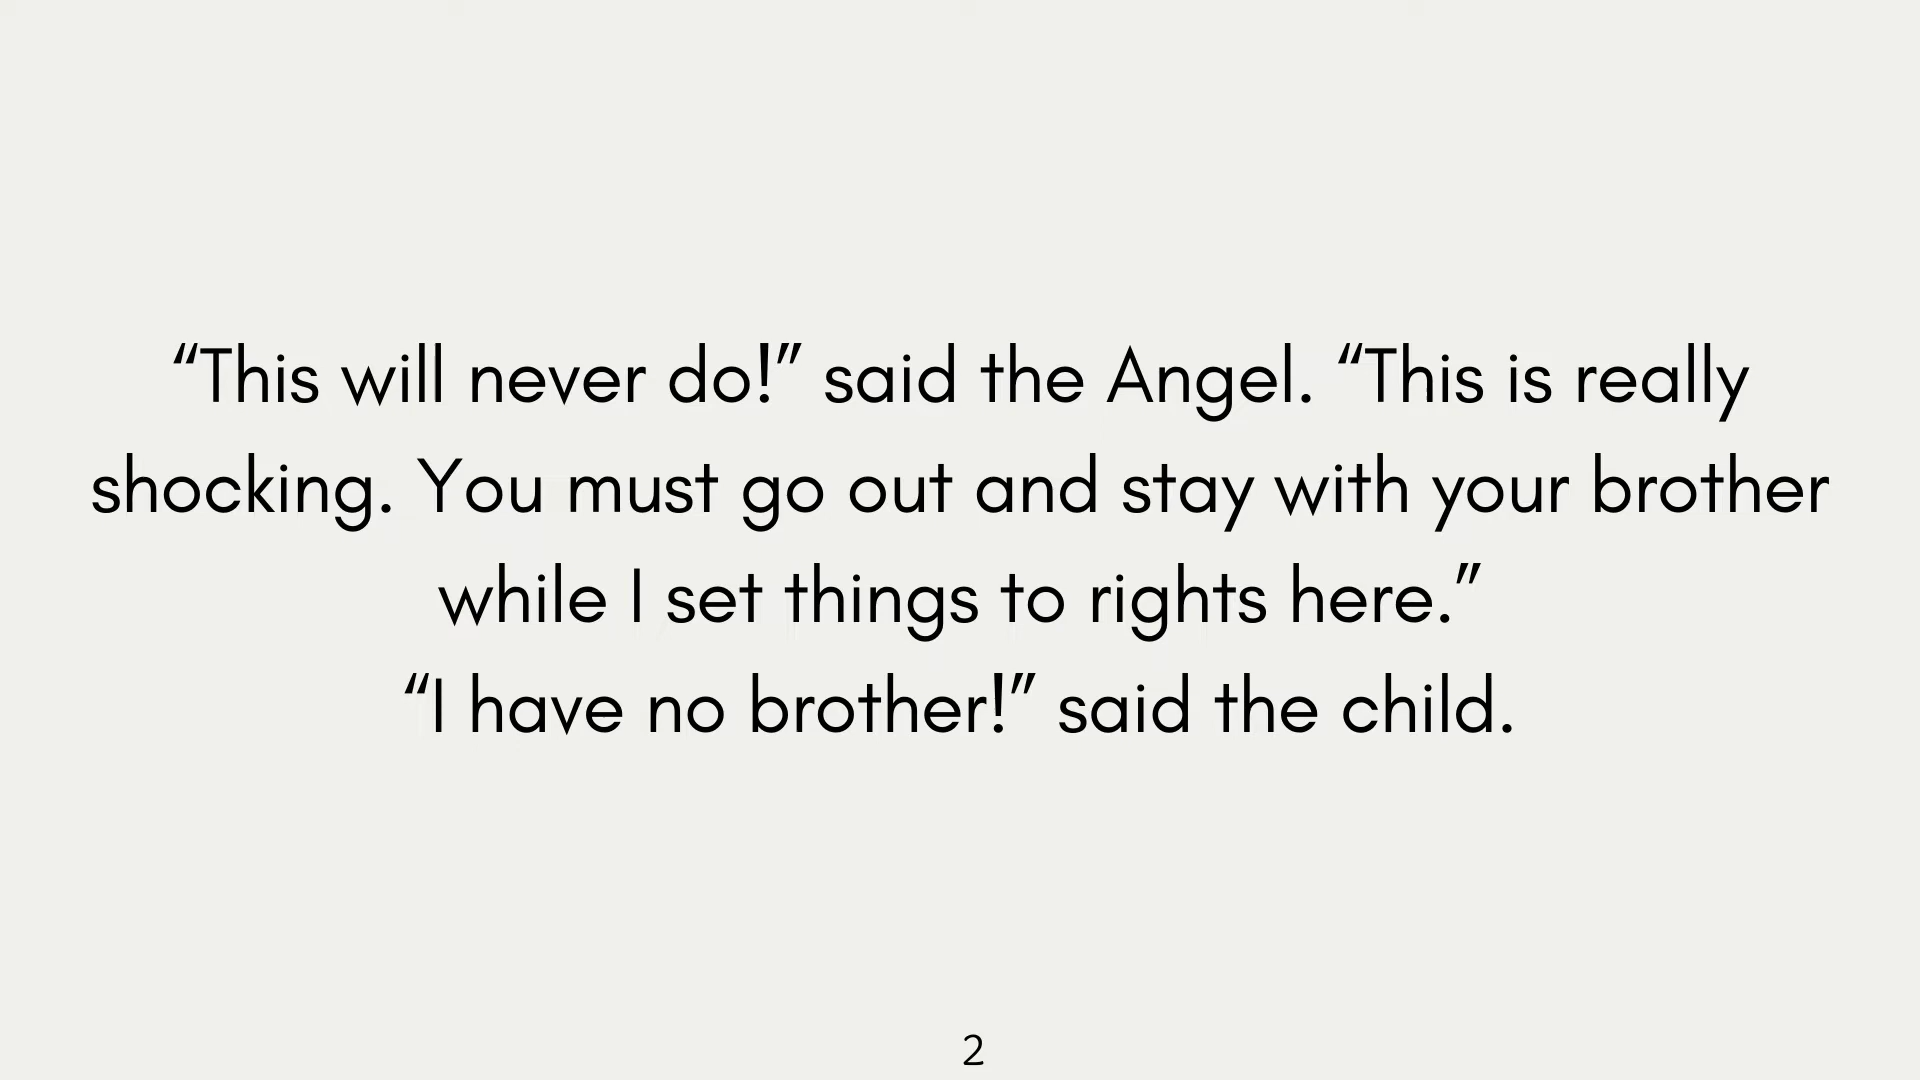 “This will never do!” said the Angel. “This is really
shocking. You must go out and stay with your brother
while I set things to rights here.”
“I have no brother!” said the child.
2